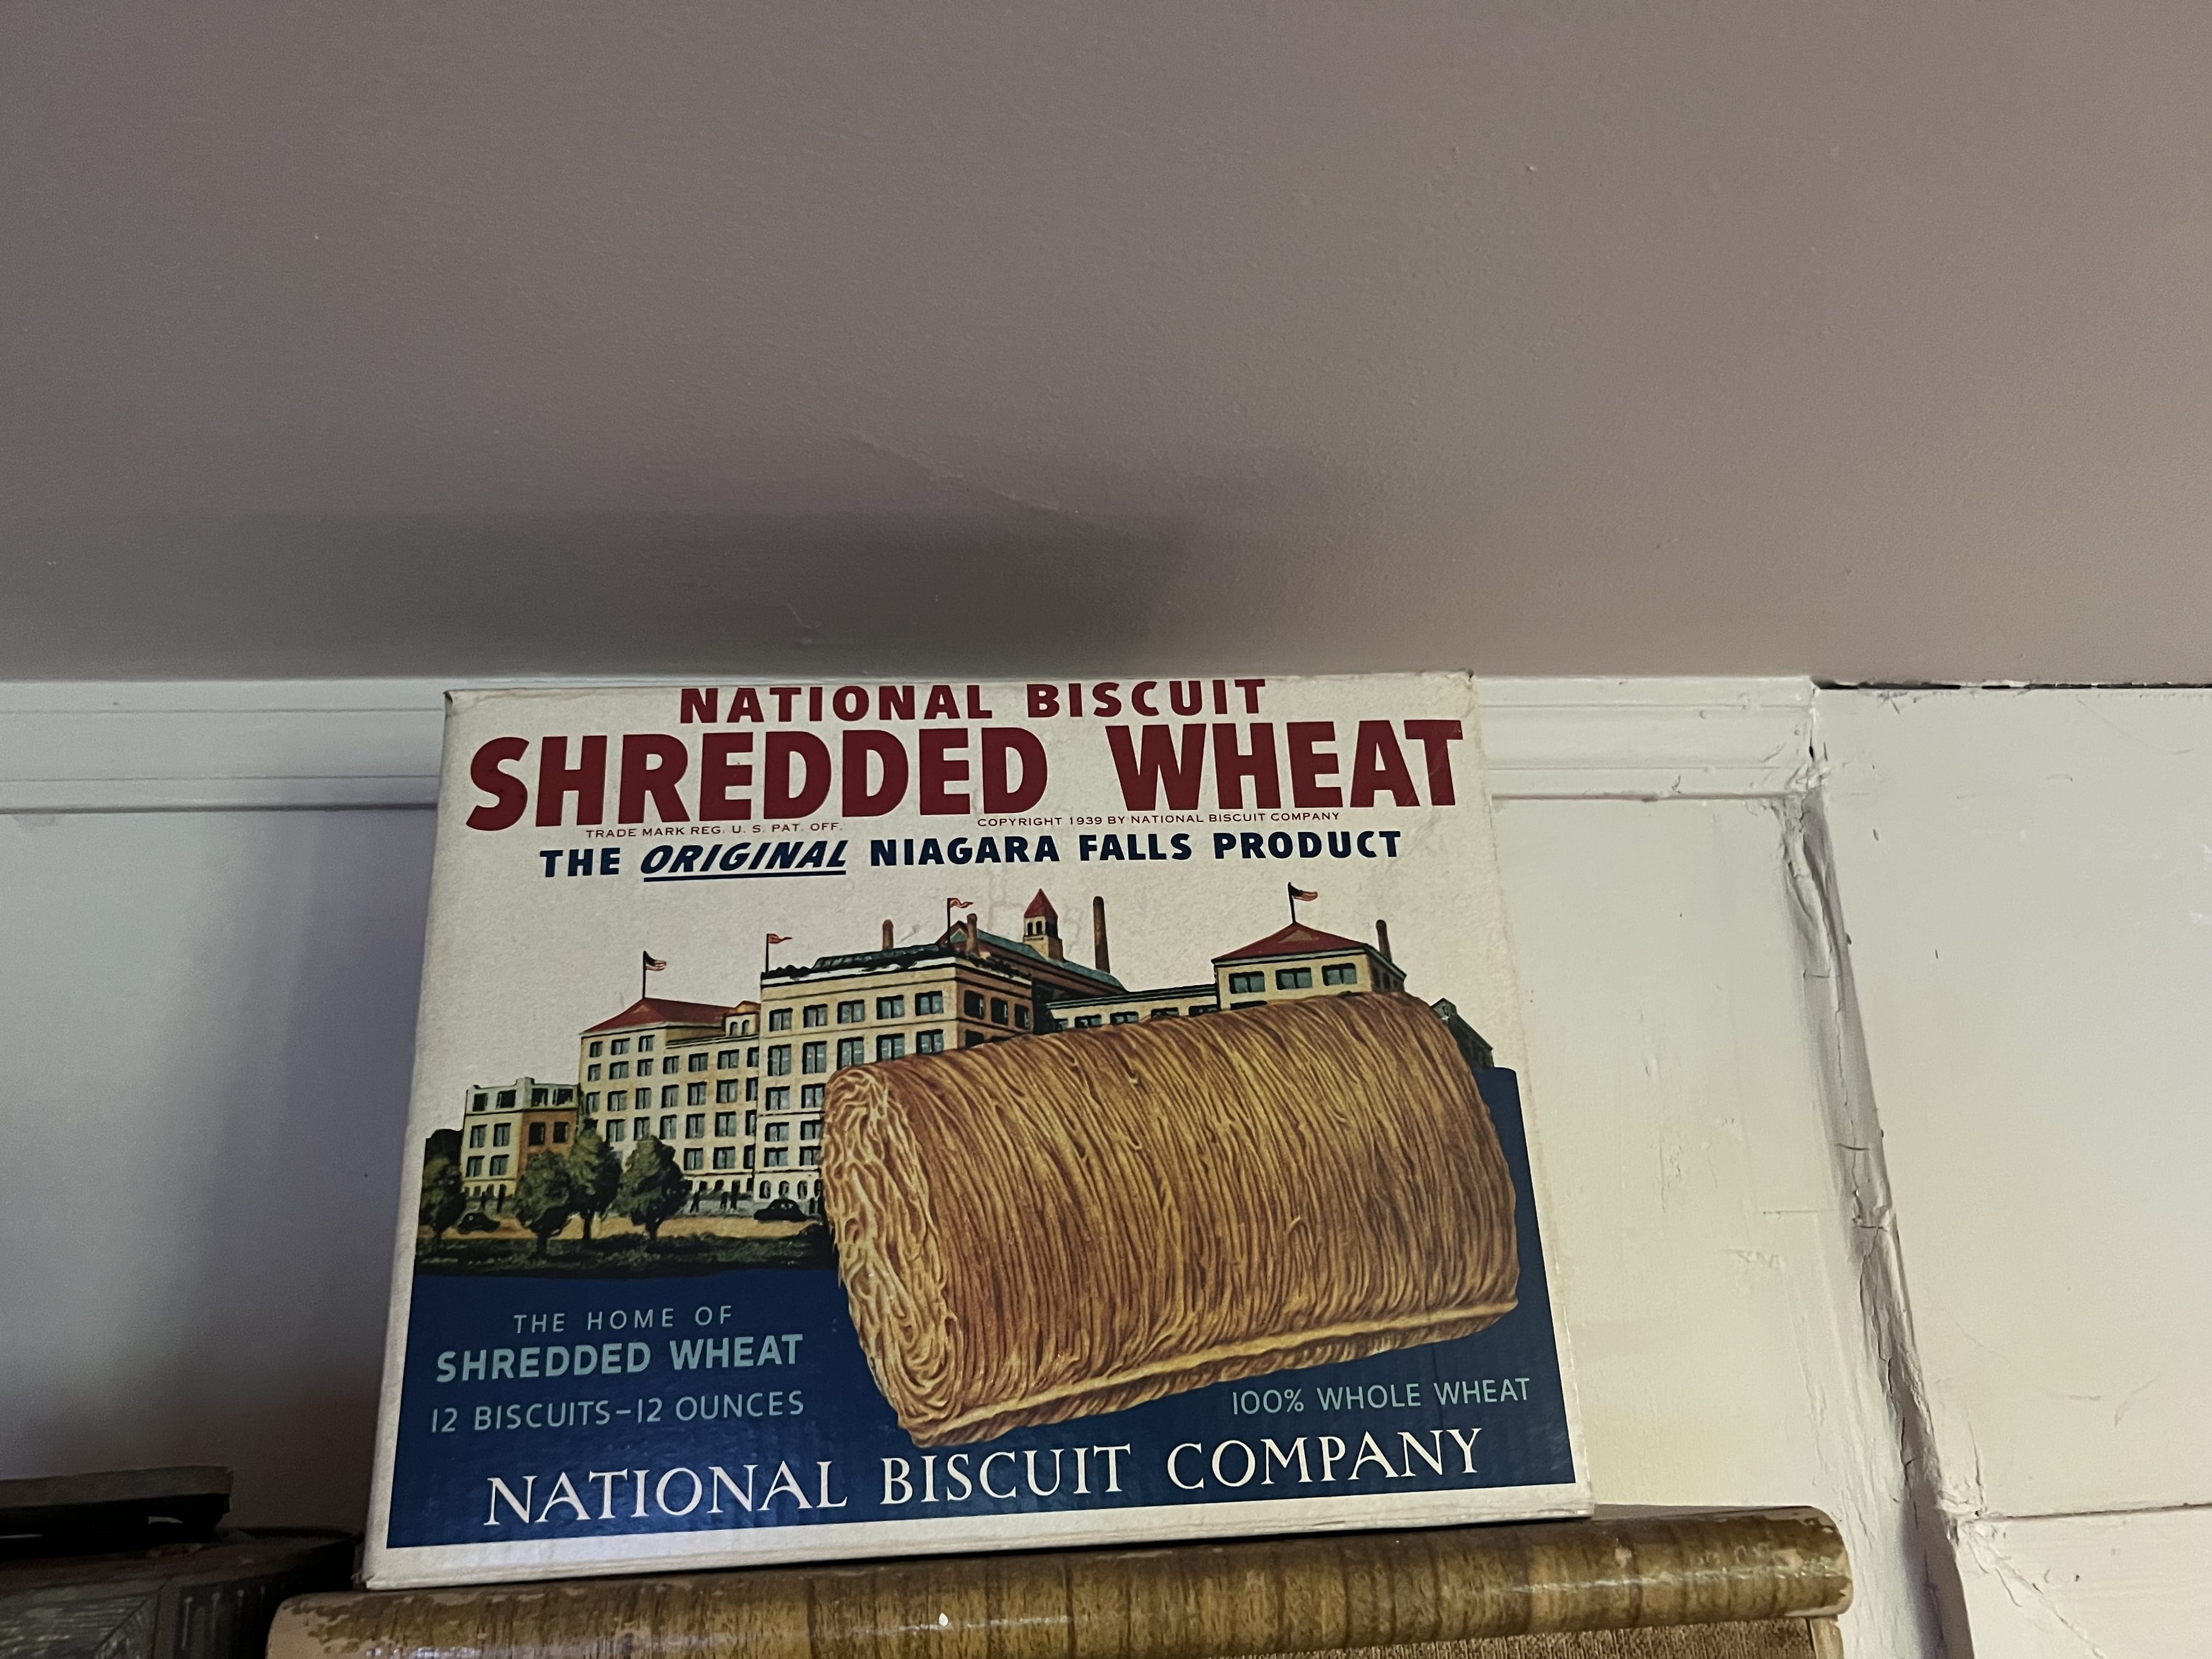 NATIONAL BISCUIT
SHREDDED WHEAT
TRADE MARK REG. U. S. PAT. OFF. COPYRIGHT 1939 BY NATIONAL BISCUIT COMPANY
THE ORIGINAL NIAGARA FALLS PRODUCT
THE HOME OF
SHREDDED WHEAT
12 BISCUITS–12 OUNCES
100% WHOLE WHEAT
NATIONAL BISCUIT COMPANY